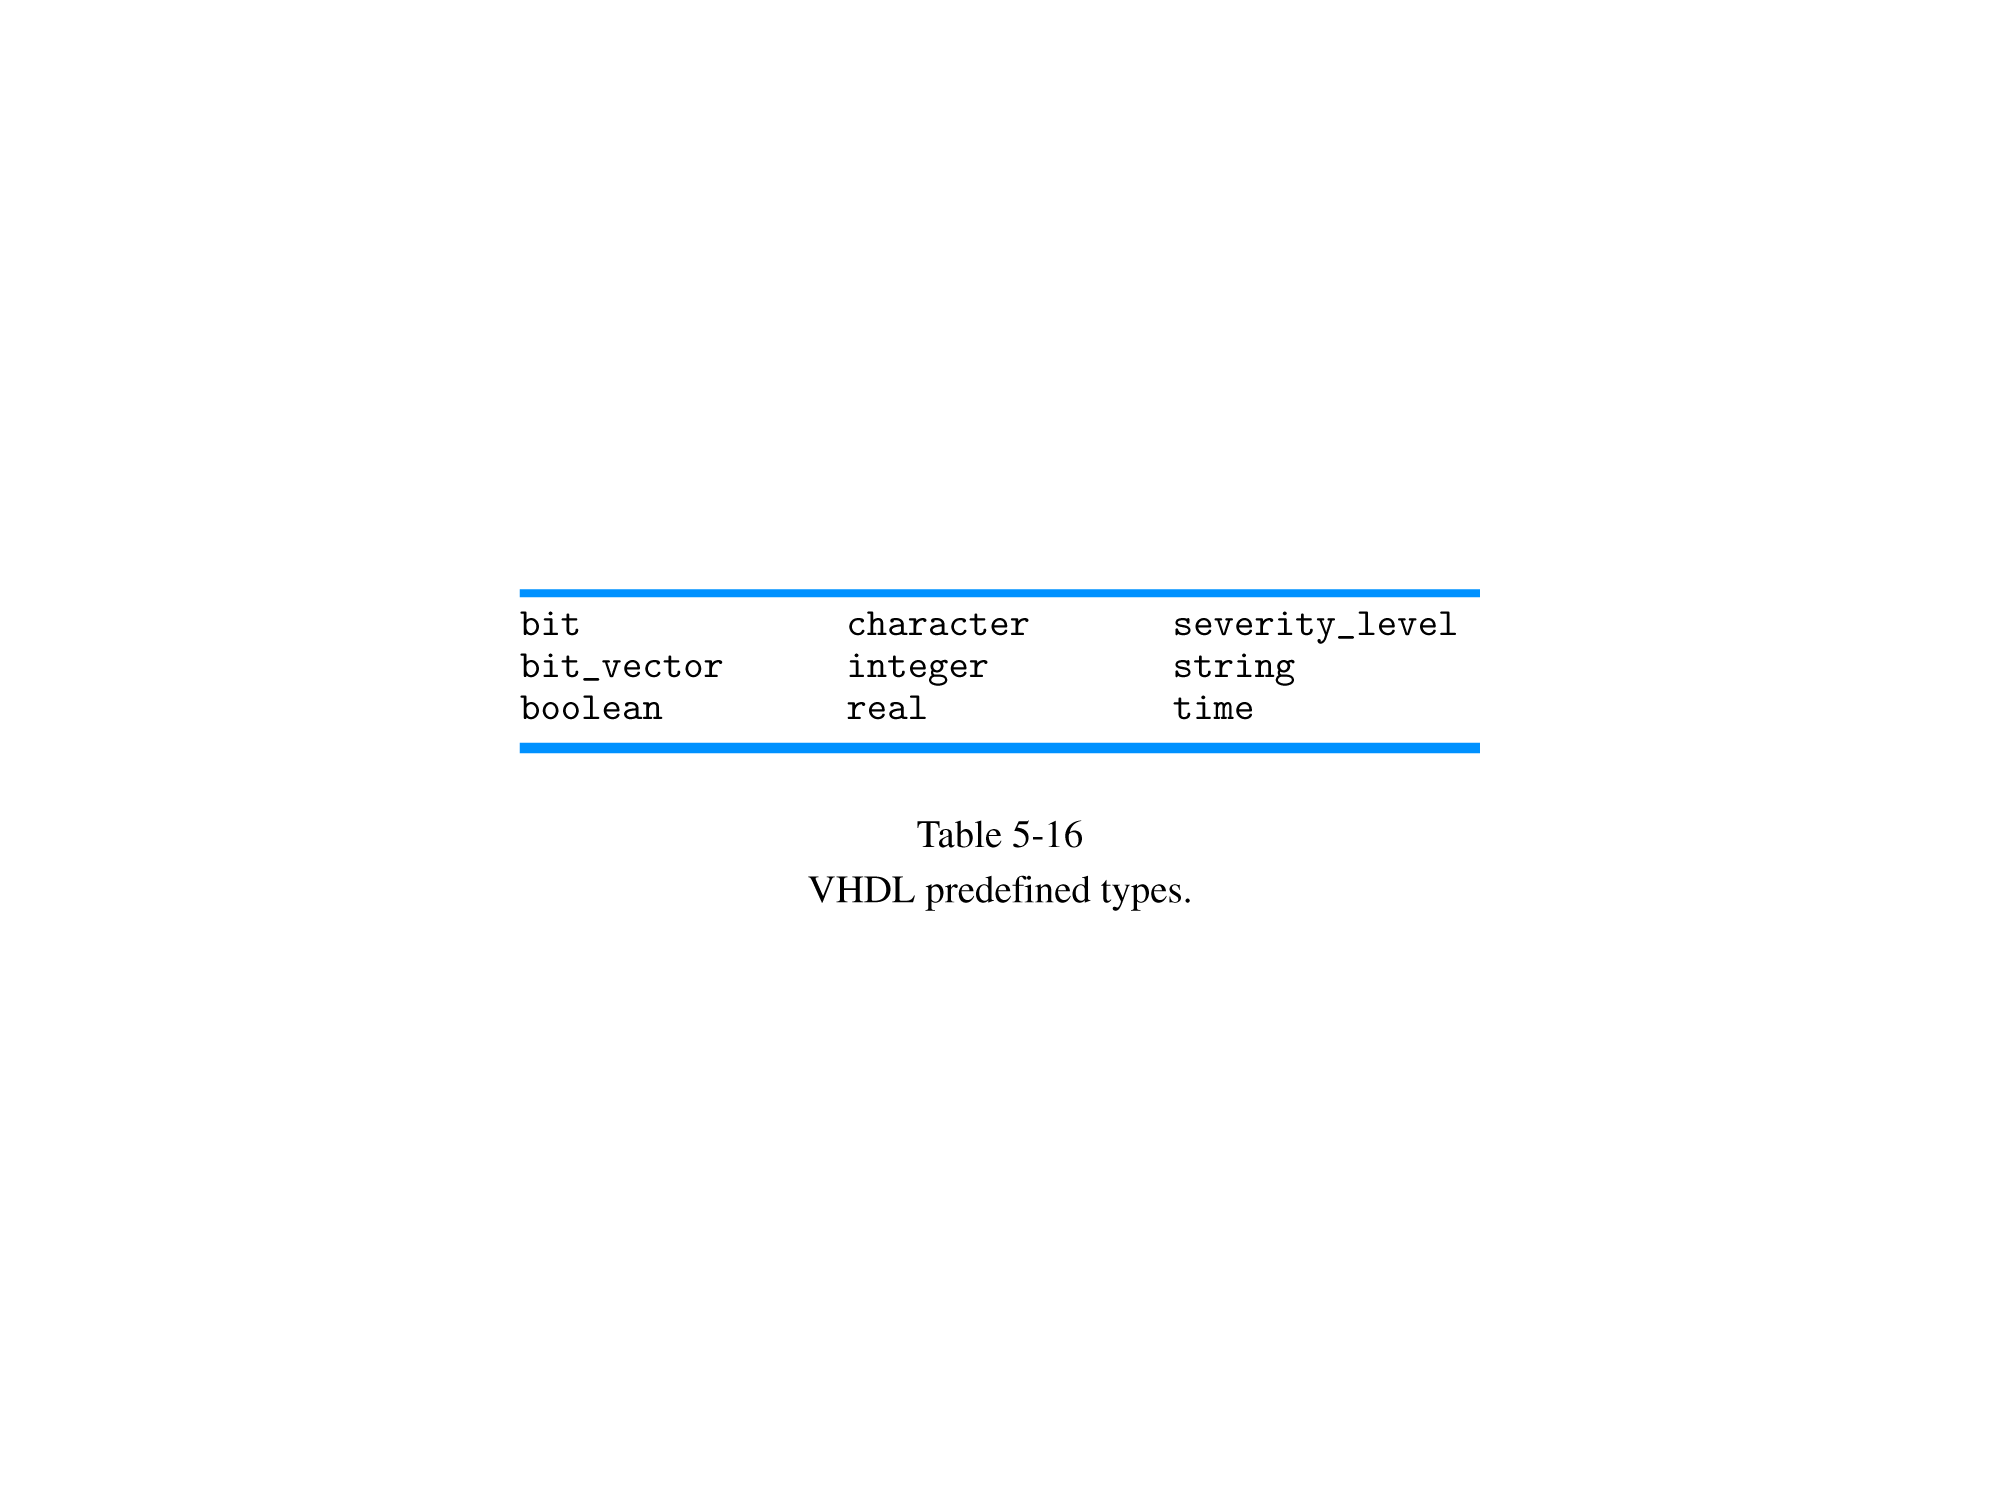 bit character severity_level
bit_vector integer string
boolean real time
Table 5-16
VHDL predefined types.